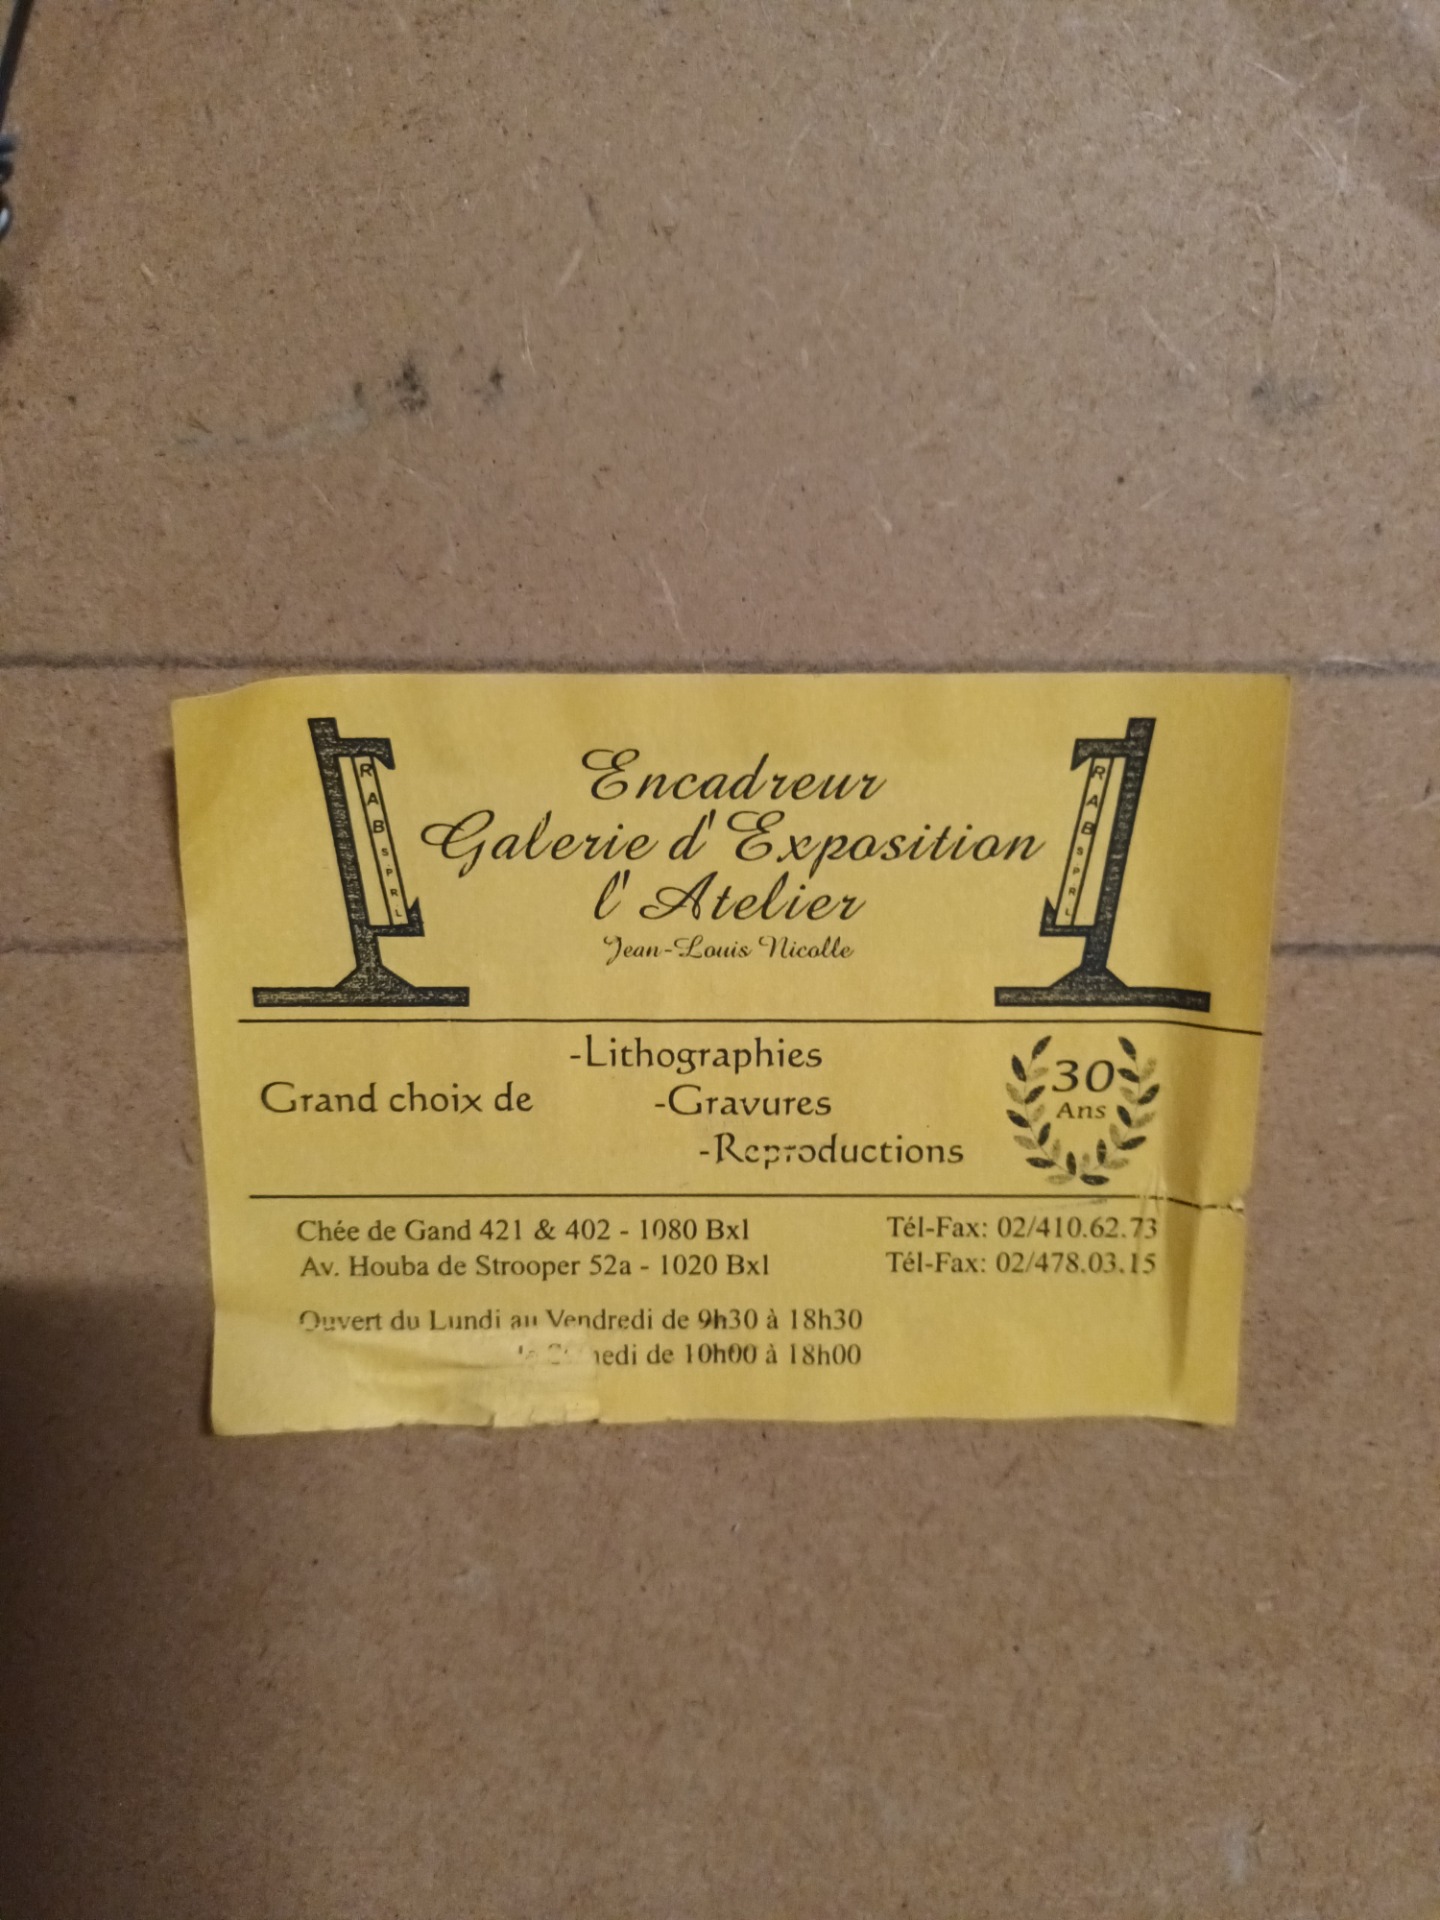 RAB SPRL
Encadreur
Galerie d'Exposition
l'Atelier
Jean-Louis Nicolle
RAB SPRL
Grand choix de
-Lithographies
-Gravures
-Reproductions
30
Ans
Chée de Gand 421 & 402 - 1080 Bxl
Tél-Fax: 02/410.62.73
Av. Houba de Strooper 52a - 1020 Bxl
Tél-Fax: 02/478.03.15
Ouvert du Lundi au Vendredi de 9h30 à 18h30
de 10h00 à 18h00